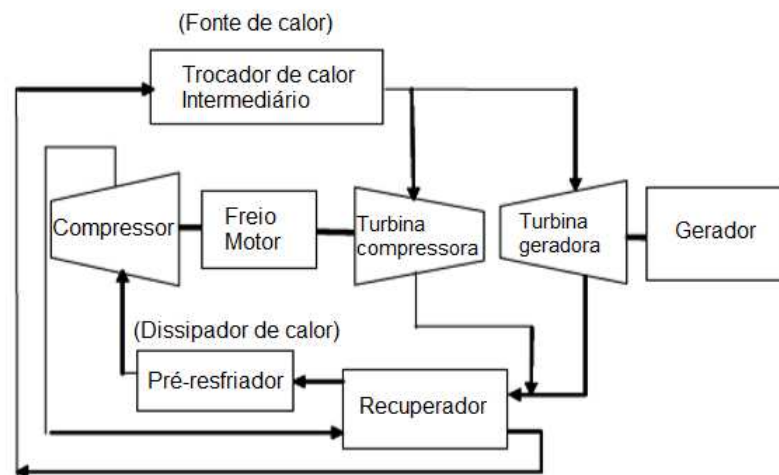 (Fonte de calor)
Trocador de calor
Intermediário
Compressor
Freio
Motor
Turbina
compressora
Turbina
geradora
Gerador
(Dissipador de calor)
Pré-resfriador
Recuperador